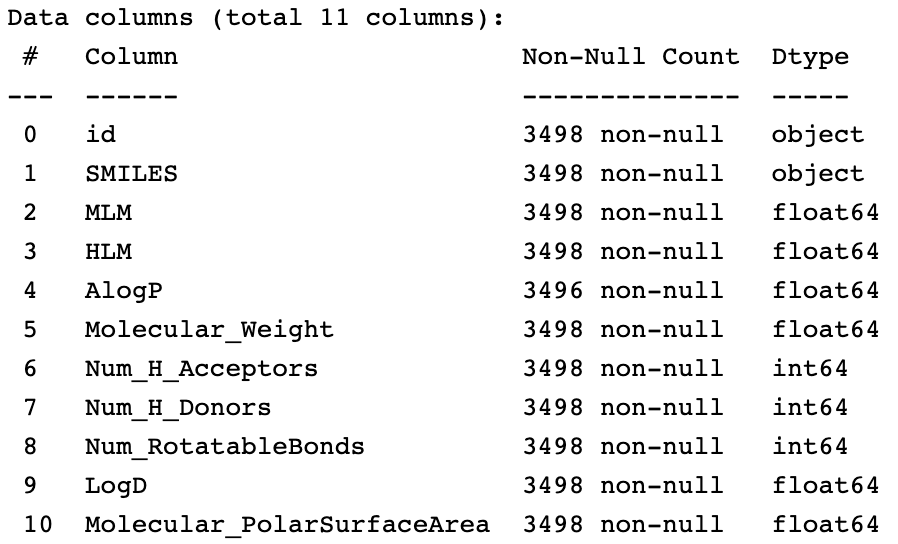 Data columns (total 11 columns):
 #   Column                      Non-Null Count  Dtype
---  ------                      --------------  -----
 0   id                          3498 non-null   object
 1   SMILES                      3498 non-null   object
 2   MLM                         3498 non-null   float64
 3   HLM                         3498 non-null   float64
 4   AlogP                       3496 non-null   float64
 5   Molecular_Weight            3498 non-null   float64
 6   Num_H_Acceptors             3498 non-null   int64
 7   Num_H_Donors                3498 non-null   int64
 8   Num_RotatableBonds          3498 non-null   int64
 9   LogD                        3498 non-null   float64
 10  Molecular_PolarSurfaceArea  3498 non-null   float64